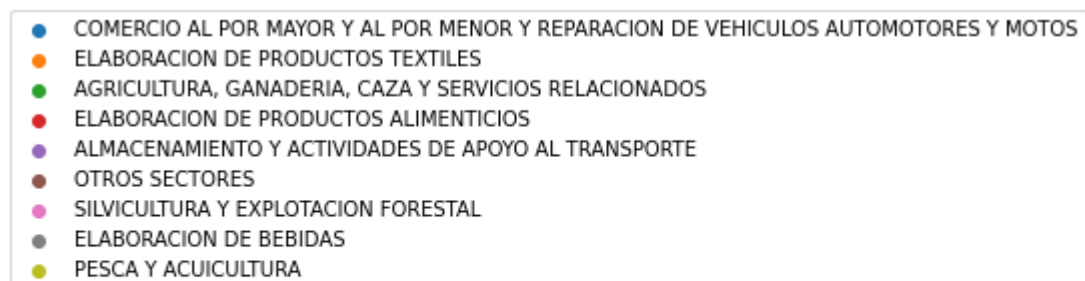 COMERCIO AL POR MAYOR Y AL POR MENOR Y REPARACION DE VEHICULOS AUTOMOTORES Y MOTOS
ELABORACION DE PRODUCTOS TEXTILES
AGRICULTURA, GANADERIA, CAZA Y SERVICIOS RELACIONADOS
ELABORACION DE PRODUCTOS ALIMENTICIOS
ALMACENAMIENTO Y ACTIVIDADES DE APOYO AL TRANSPORTE
OTROS SECTORES
SILVICULTURA Y EXPLOTACION FORESTAL
ELABORACION DE BEBIDAS
PESCA Y ACUICULTURA